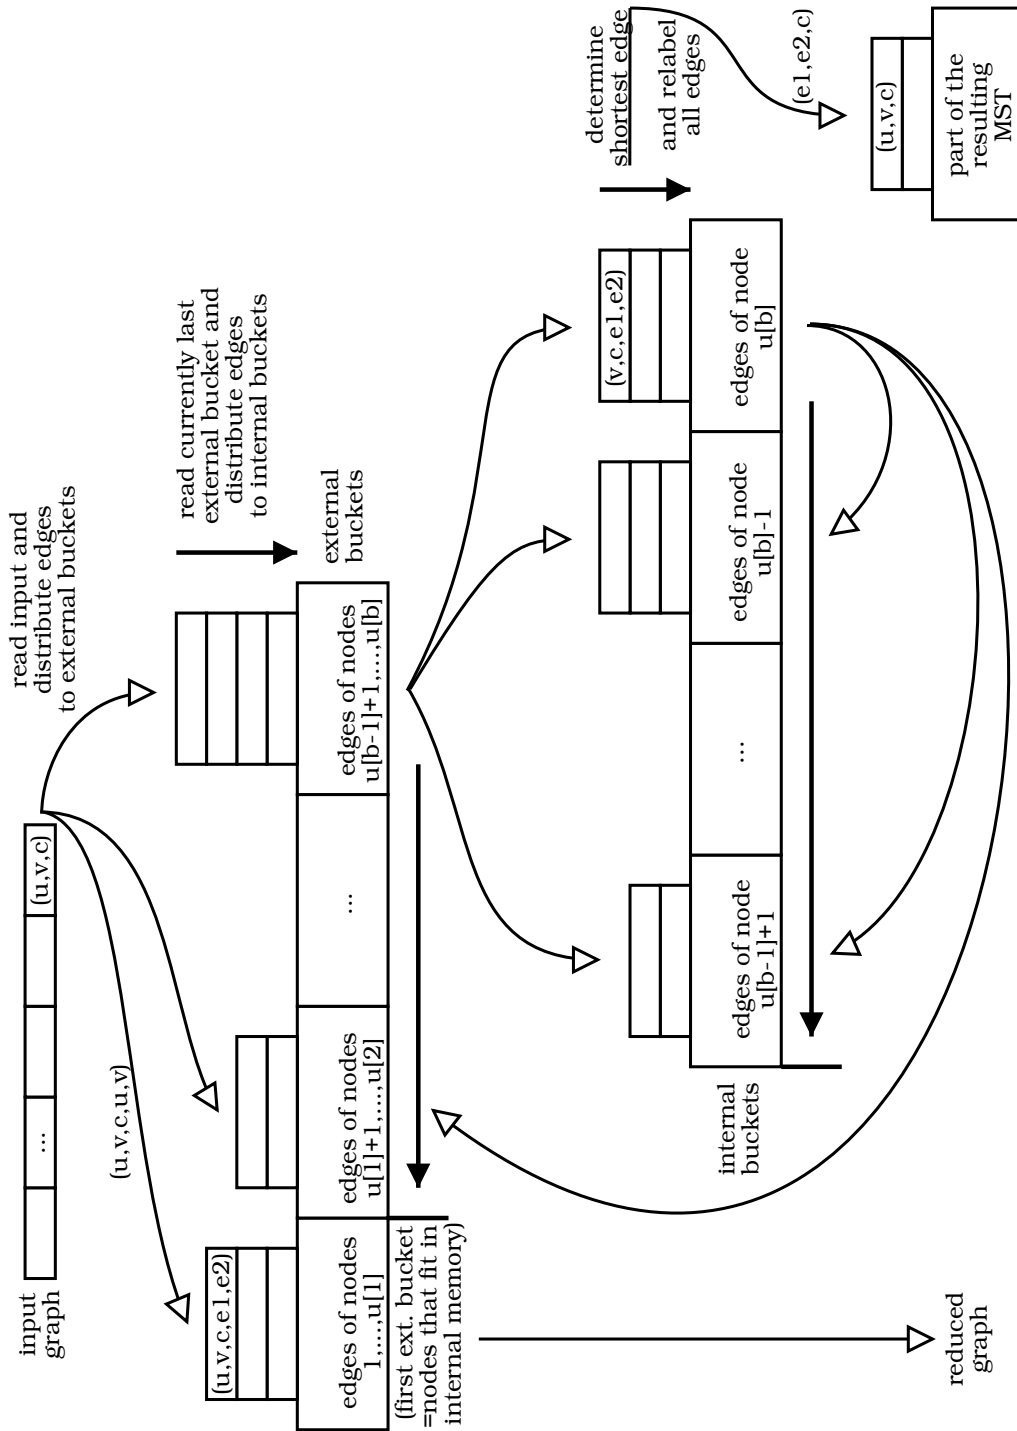 input
graph
...
(u,v,c)
read input and
distribute edges
to external buckets
(u,v,c,u,v)
(u,v,c,e1,e2)
read currently last
external bucket and
distribute edges
to internal buckets
edges of nodes
1,...,u[1]
edges of nodes
u[1]+1,...,u[2]
...
edges of nodes
u[b-1]+1,...,u[b]
external
buckets
(first ext. bucket
=nodes that fit in
internal memory)
(v,c,e1,e2)
determine
shortest edge
and relabel
all edges
internal
buckets
edges of node
u[b-1]+1
...
edges of node
u[b]-1
edges of node
u[b]
(e1,e2,c)
(u,v,c)
part of the
resulting
MST
reduced
graph